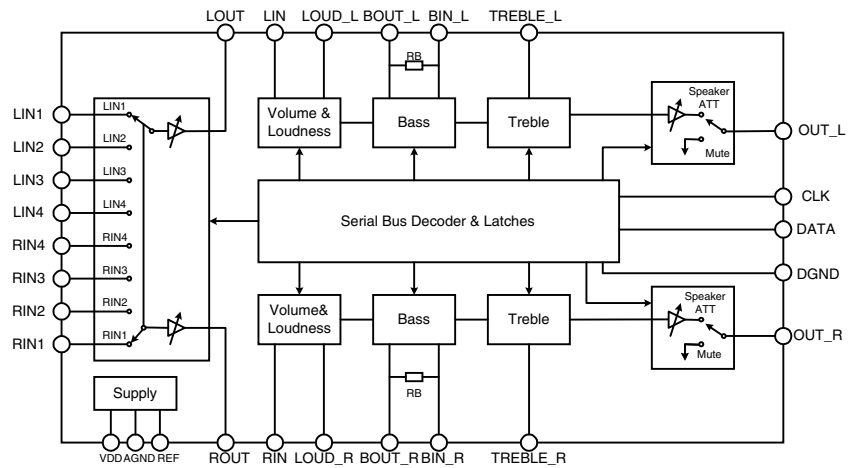 LOUT LIN LOUD_L BOUT_L BIN_L TREBLE_L
RB
Speaker
ATT
LIN1 LIN1
Volume &
Loudness
Bass
Treble
OUT_L
LIN2 LIN2
Mute
LIN3 LIN3
CLK
LIN4 LIN4
Serial Bus Decoder & Latches
DATA
RIN4 RIN4
RIN3 RIN3
DGND
Speaker
ATT
RIN2 RIN2
Volume&
Loudness
Bass
Treble
RIN1 RIN1
OUT_R
Mute
RB
Supply
VDD AGND REF ROUT RIN LOUD_R BOUT_R BIN_R TREBLE_R